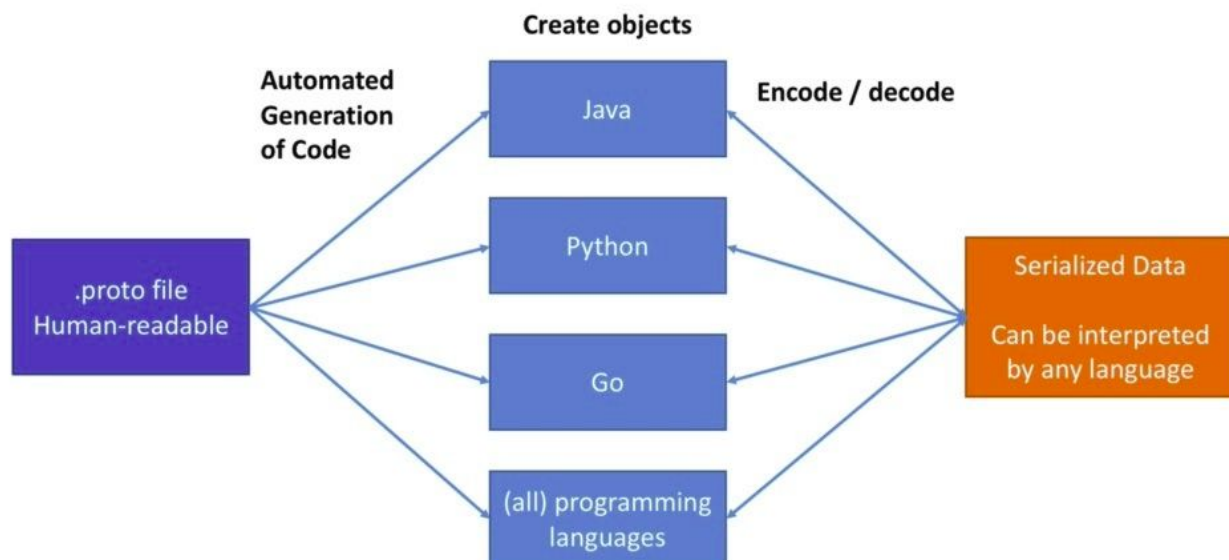 Create objects
Automated
Generation
of Code
Java
Encode / decode
Python
.proto file
Human-readable
Serialized Data
Can be interpreted
by any language
Go
(all) programming
languages